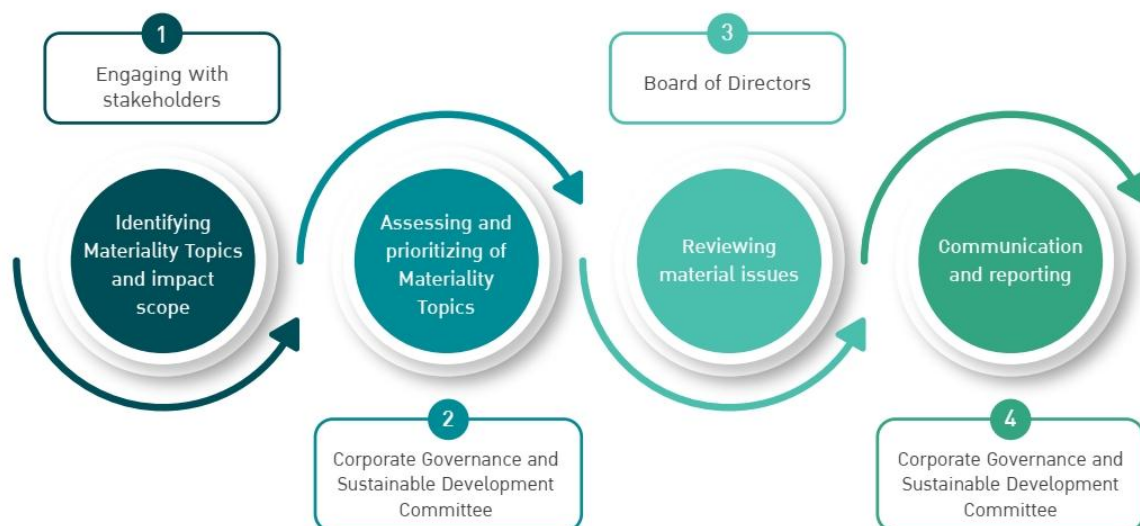 1
Engaging with
stakeholders
Identifying
Materiality Topics
and impact
scope
2
Corporate Governance and
Sustainable Development
Committee
Assessing and
prioritizing of
Materiality
Topics
3
Board of Directors
Reviewing
material issues
4
Corporate Governance and
Sustainable Development
Committee
Communication
and reporting